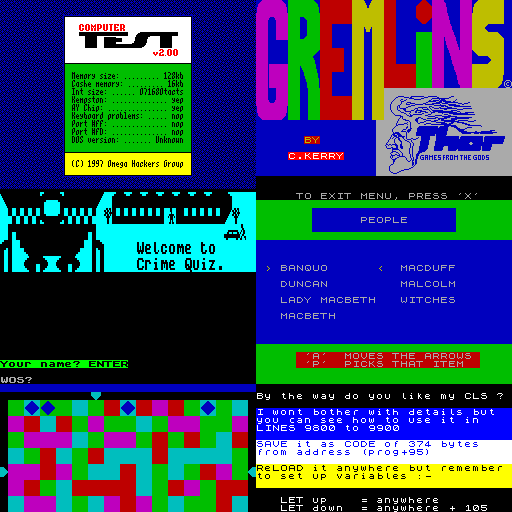 COMPUTER
TEST
v2.00
Memory size: ........ 128kb
Cashe memory: ........ 16kb
Int size: ..... 0?1680tacts
Kempston: ............. yep
AY Chip: .............. yep
Keyboard problems: .... nop
Port #FF: ............. nop
Port #FD: ............. nop
DOS version: ...... Unknown
(C) 1997 Omega Hackers Group
GREMLiNS
©
BY
C.KERRY
Thor
GAMES FROM THE GODS
Welcome to
Crime Quiz.
Your name? ENTER
WOS?
TO EXIT MENU, PRESS 'X'
PEOPLE
> BANQUO < MACDUFF
DUNCAN MALCOLM
LADY MACBETH WITCHES
MACBETH
'A' MOVES THE ARROWS
'P' PICKS THAT ITEM
By the way do you like my CLS ?
I wont bother with details but
you can see how to use it in
LINES 9800 to 9900
SAVE it as CODE of 374 bytes
from address (prog+95)
ReLOAD it anywhere but remember
to set up variables :-
LET up = anywhere
LET down = anywhere + 105